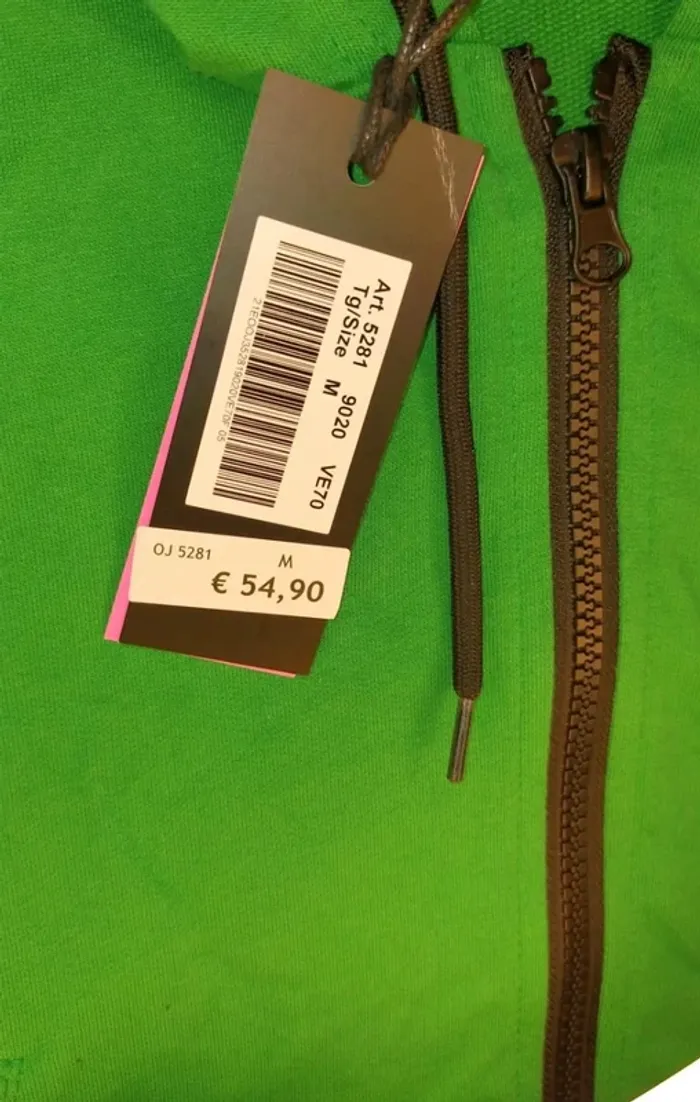 Art. 5281 9020 VE70
Tg/Size M
OJ 5281 M
€ 54,90